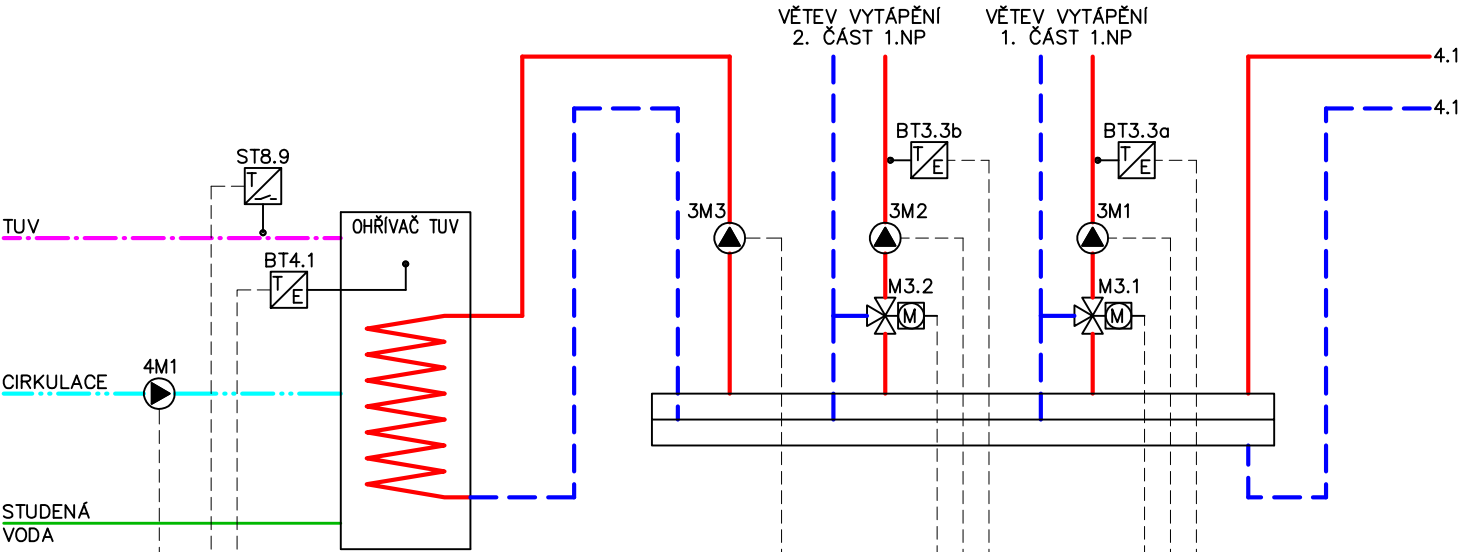 VĚTEV VYTÁPĚNÍ
2. ČÁST 1.NP
VĚTEV VYTÁPĚNÍ
1. ČÁST 1.NP
4.1
4.1
BT3.3b
T
E
BT3.3a
T
E
ST8.9
T
TUV
OHŘÍVAČ TUV
3M3
3M2
3M1
BT4.1
T
E
M3.2
M
M3.1
M
4M1
CIRKULACE
STUDENÁ
VODA